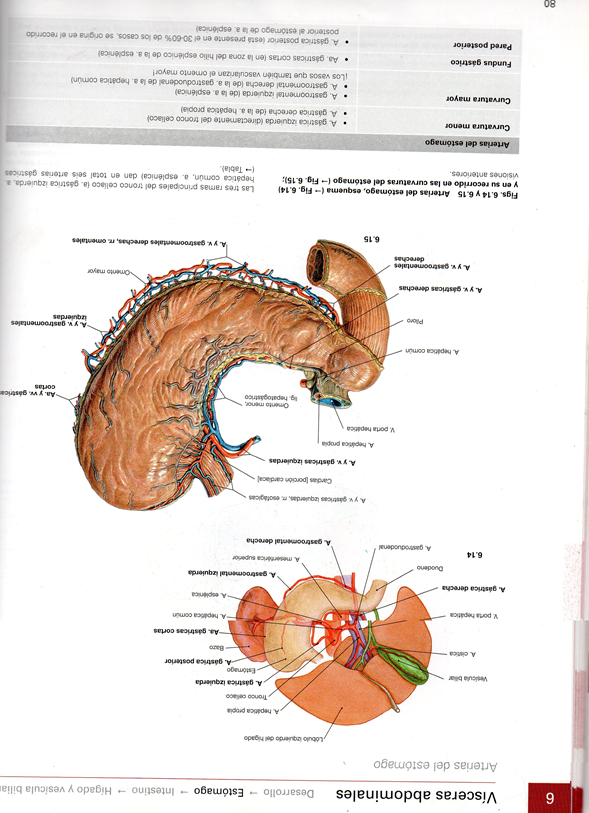 6
Vísceras abdominales
Desarrollo → Estómago → Intestino → Hígado y vesícula biliar
Arterias del estómago
Lóbulo izquierdo del hígado
A. hepática propia
Tronco celíaco
A. gástrica izquierda
Estómago
A. gástrica posterior
Bazo
Aa. gástricas cortas
A. hepática común
A. esplénica
A. gastroomental izquierda
A. mesentérica superior
A. gastroomental derecha
Vesícula biliar
A. cística
V. porta hepática
A. gástrica derecha
Duodeno
A. gastroduodenal
6.14
A. y v. gástricas izquierdas, rr. esofágicas
Cardias [porción cardíaca]
A. y v. gástricas izquierdas
A. hepática propia
V. porta hepática
Omento menor,
lig. hepatogástrico
Aa. y vv. gástricas
cortas
A. hepática común
Píloro
A. y v. gastroomentales
izquierdas
A. y v. gástricas derechas
Omento mayor
A. y v. gastroomentales
derechas
A. y v. gastroomentales derechas, rr. omentales
6.15
Figs. 6.14 y 6.15 Arterias del estómago, esquema (→ Fig. 6.14)
y en su recorrido en las curvaturas del estómago (→ Fig. 6.15);
visiones anteriores.
Las tres ramas principales del tronco celíaco (a. gástrica izquierda, a.
hepática común, a. esplénica) dan en total seis arterias gástricas
(→ Tabla).
Arterias del estómago
Curvatura menor
• A. gástrica izquierda (directamente del tronco celíaco)
• A. gástrica derecha (de la a. hepática propia)
Curvatura mayor
• A. gastroomental izquierda (de la a. esplénica)
• A. gastroomental derecha (de la a. gastroduodenal de la a. hepática común)
¡Los vasos que también vascularizan el omento mayor!
Fundus gástrico
• Aa. gástricas cortas (en la zona del hilio esplénico de la a. esplénica)
Pared posterior
• A. gástrica posterior (está presente en el 30-60% de los casos, se origina en el recorrido
posterior al estómago de la a. esplénica)
80